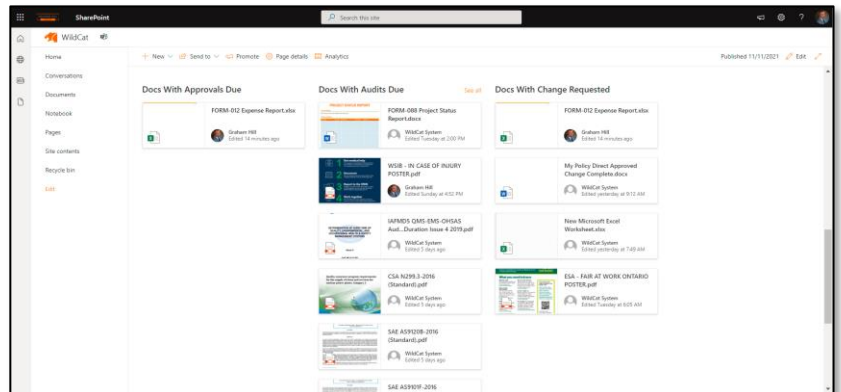 SharePoint
Search this site
?
WildCat
Home
Conversations
Documents
Notebook
Pages
Site contents
Recycle bin
Edit
New
Send to
Promote
Page details
Analytics
Published 11/11/2021
Edit
Docs With Approvals Due
FORM-012 Expense Report.xlsx
Graham Hill
Edited 14 minutes ago
Docs With Audits Due
See all
PROJECT STATUS REPORT
FORM-088 Project Status
Report.docx
WildCat System
Edited Tuesday at 2:00 PM
WSIB - IN CASE OF INJURY
POSTER.pdf
Graham Hill
Edited Sunday at 4:52 PM
IAPMDS QMS-EMS-OHSAS
Aud...Duration Issue 4 2019.pdf
WildCat System
Edited 5 days ago
CSA N299.3-2016
(Standard).pdf
WildCat System
Edited 5 days ago
SAE AS9120B-2016
(Standard).pdf
WildCat System
Edited 5 days ago
SAE AS9101F-2016
Docs With Change Requested
FORM-012 Expense Report.xlsx
Graham Hill
Edited 14 minutes ago
My Policy Direct Approved
Change Complete.docx
WildCat System
Edited yesterday at 9:12 AM
New Microsoft Excel
Worksheet.xlsx
WildCat System
Edited yesterday at 7:49 AM
ESA - FAIR AT WORK ONTARIO
POSTER.pdf
WildCat System
Edited Tuesday at 8:05 AM